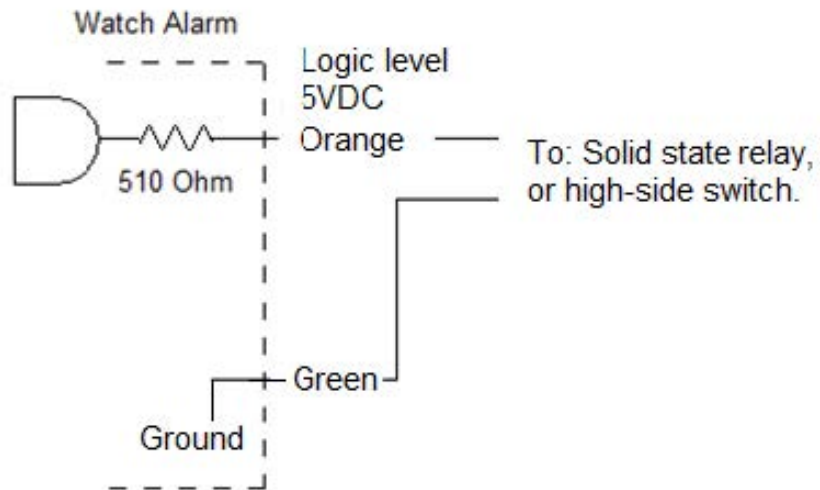 Watch Alarm
Logic level
5VDC
Orange
510 Ohm
To: Solid state relay,
or high-side switch.
Green
Ground